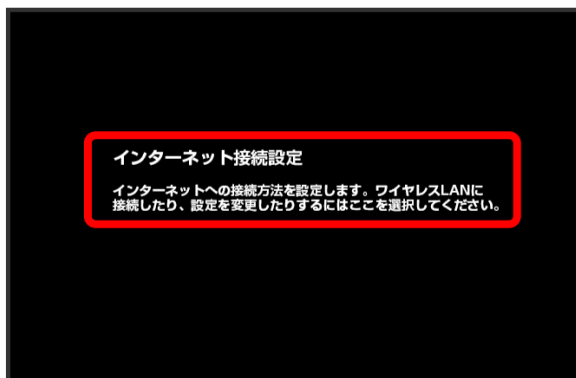 インターネット接続設定
インターネットへの接続方法を設定します。ワイヤレスLANに
接続したり、設定を変更したりするにはここを選択してください。